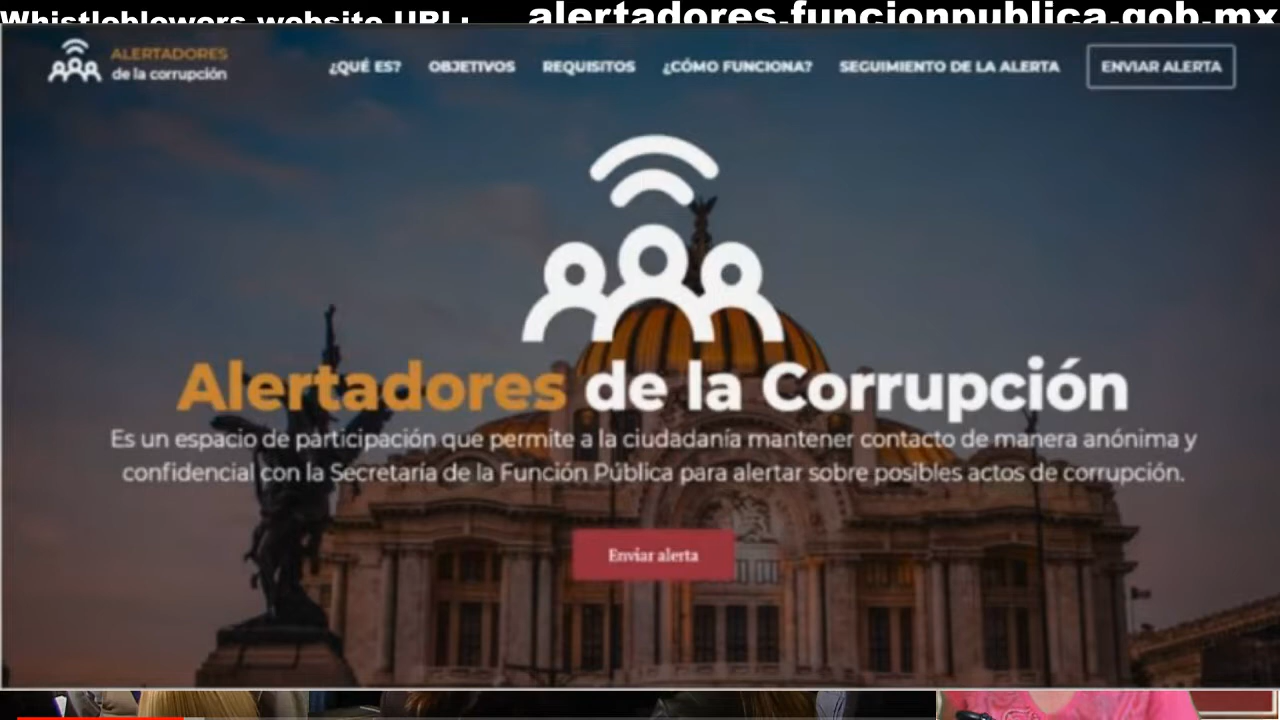 Whistleblowers website URL: alertadores.funcionpublica.gob.mx
ALERTADORES
de la corrupción
¿QUÉ ES? OBJETIVOS REQUISITOS ¿CÓMO FUNCIONA? SEGUIMIENTO DE LA ALERTA ENVIAR ALERTA
Alertadores de la Corrupción
Es un espacio de participación que permite a la ciudadanía mantener contacto de manera anónima y
confidencial con la Secretaría de la Función Pública para alertar sobre posibles actos de corrupción.
Enviar alerta